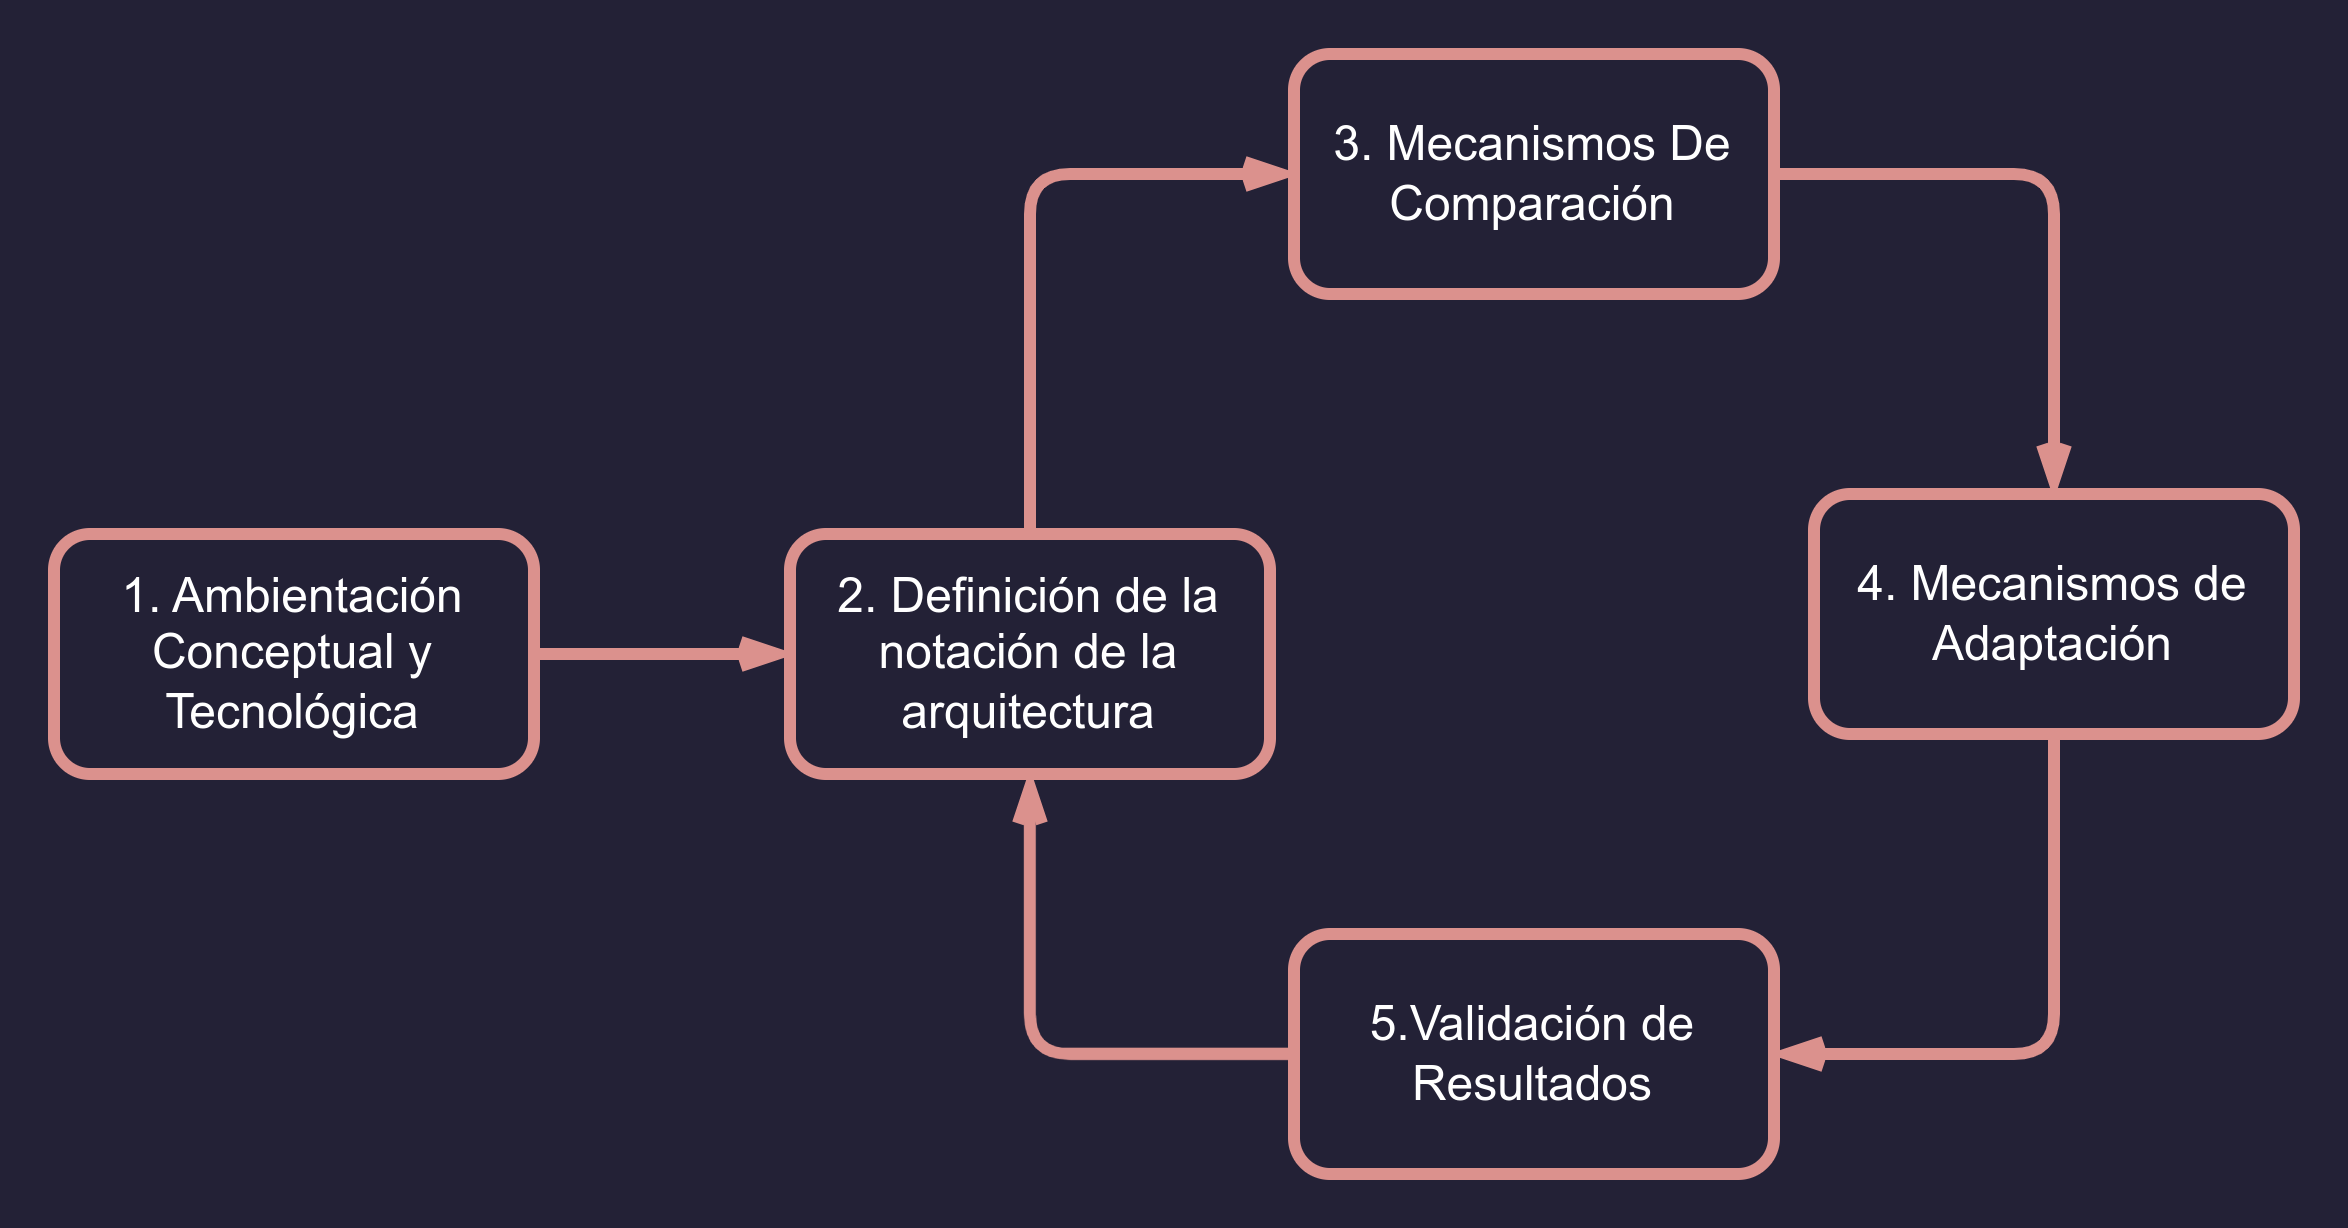 1. Ambientación
Conceptual y
Tecnológica
2. Definición de la
notación de la
arquitectura
3. Mecanismos De
Comparación
4. Mecanismos de
Adaptación
5.Validación de
Resultados